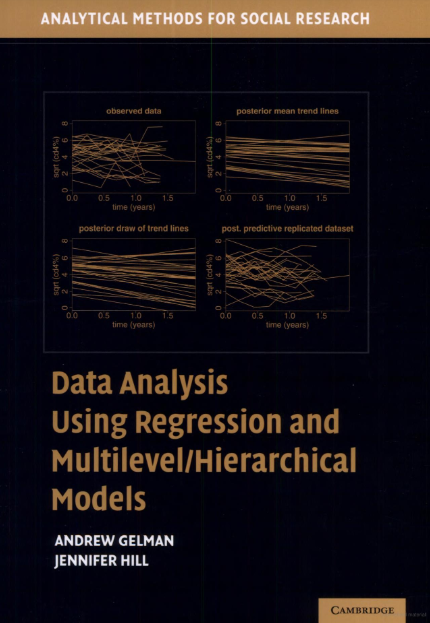 ANALYTICAL METHODS FOR SOCIAL RESEARCH
observed data
sqrt (cd4%)
0 2 4 6 8
0.0 0.5 1.0 1.5
time (years)
posterior mean trend lines
sqrt (cd4%)
0 2 4 6 8
0.0 0.5 1.0 1.5
time (years)
posterior draw of trend lines
sqrt (cd4%)
0 2 4 6 8
0.0 0.5 1.0 1.5
time (years)
post. predictive replicated dataset
sqrt (cd4%)
0 2 4 6 8
0.0 0.5 1.0 1.5
time (years)
Data Analysis
Using Regression and
Multilevel/Hierarchical
Models
ANDREW GELMAN
JENNIFER HILL
CAMBRIDGE